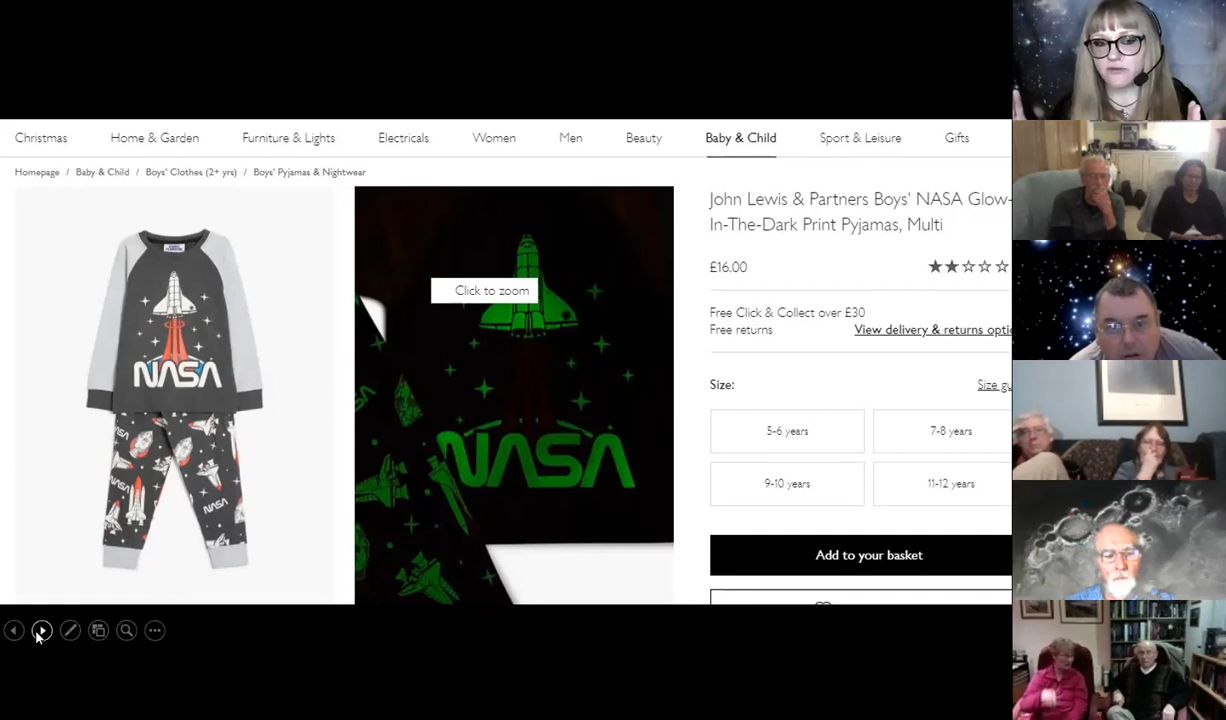 Christmas Home & Garden Furniture & Lights Electricals Women Men Beauty Baby & Child Sport & Leisure Gifts
Homepage / Baby & Child / Boys' Clothes (2+ yrs) / Boys' Pyjamas & Nightwear
John Lewis & Partners Boys' NASA Glow-
In-The-Dark Print Pyjamas, Multi
£16.00
Click to zoom
Free Click & Collect over £30
Free returns View delivery & returns optio
Size: Size gu
5-6 years 7-8 years
9-10 years 11-12 years
Add to your basket
NASA
NASA
NASA
NASA